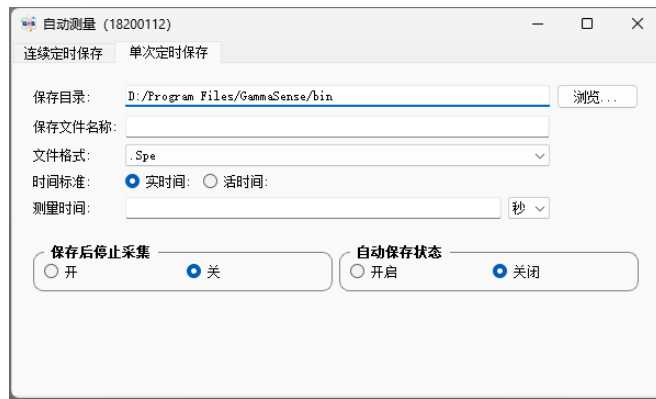 自动测量 (18200112)
连续定时保存 单次定时保存
保存目录: D:/Program Files/GammaSense/bin 浏览...
保存文件名称:
文件格式: .Spe
时间标准: 实时间: 活时间:
测量时间: 秒
保存后停止采集 自动保存状态
开 关 开启 关闭